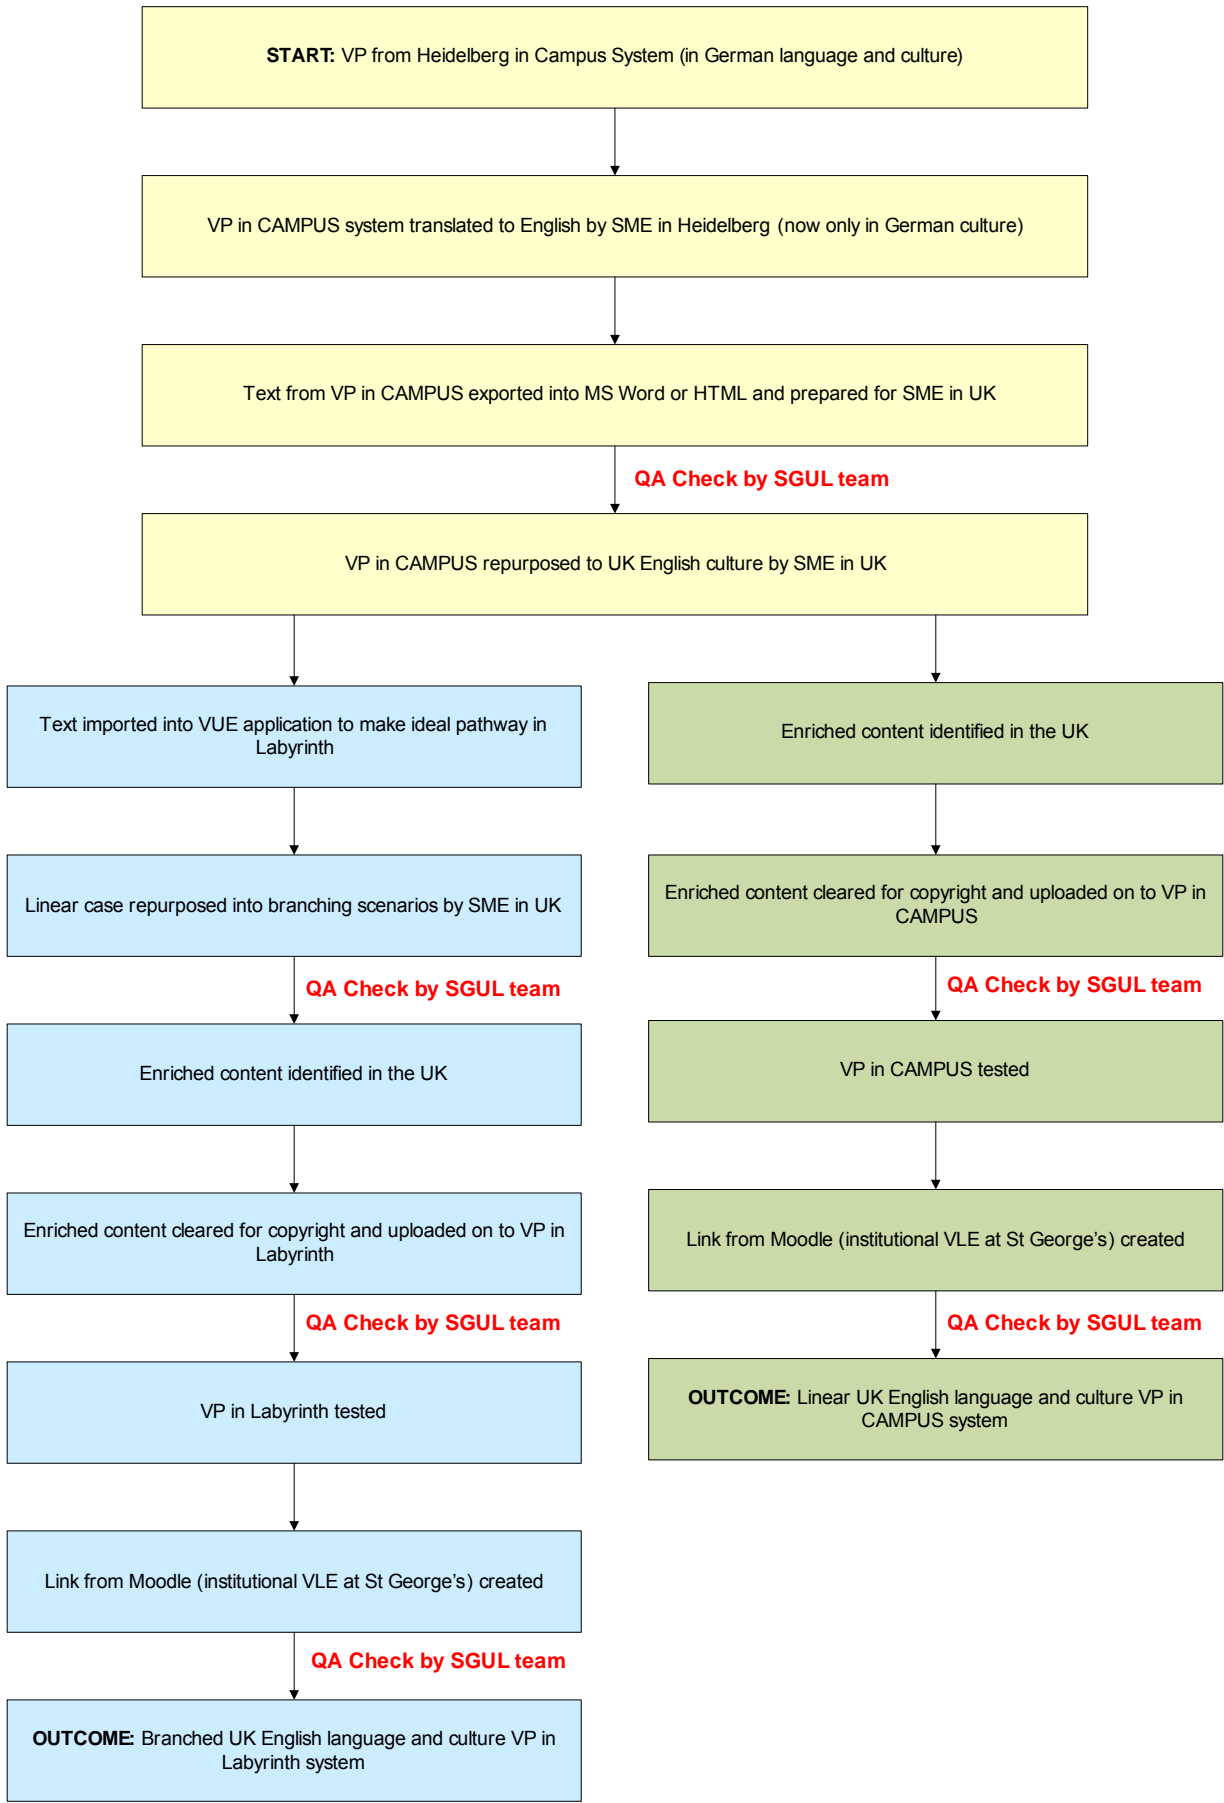 START: VP from Heidelberg in Campus System (in German language and culture)
VP in CAMPUS system translated to English by SME in Heidelberg (now only in German culture)
Text from VP in CAMPUS exported into MS Word or HTML and prepared for SME in UK
QA Check by SGUL team
VP in CAMPUS repurposed to UK English culture by SME in UK
Text imported into VUE application to make ideal pathway in
Labyrinth
Linear case repurposed into branching scenarios by SME in UK
QA Check by SGUL team
Enriched content identified in the UK
Enriched content cleared for copyright and uploaded on to VP in
Labyrinth
QA Check by SGUL team
VP in Labyrinth tested
Link from Moodle (institutional VLE at St George’s) created
QA Check by SGUL team
OUTCOME: Branched UK English language and culture VP in
Labyrinth system
Enriched content identified in the UK
Enriched content cleared for copyright and uploaded on to VP in
CAMPUS
QA Check by SGUL team
VP in CAMPUS tested
Link from Moodle (institutional VLE at St George’s) created
QA Check by SGUL team
OUTCOME: Linear UK English language and culture VP in
CAMPUS system